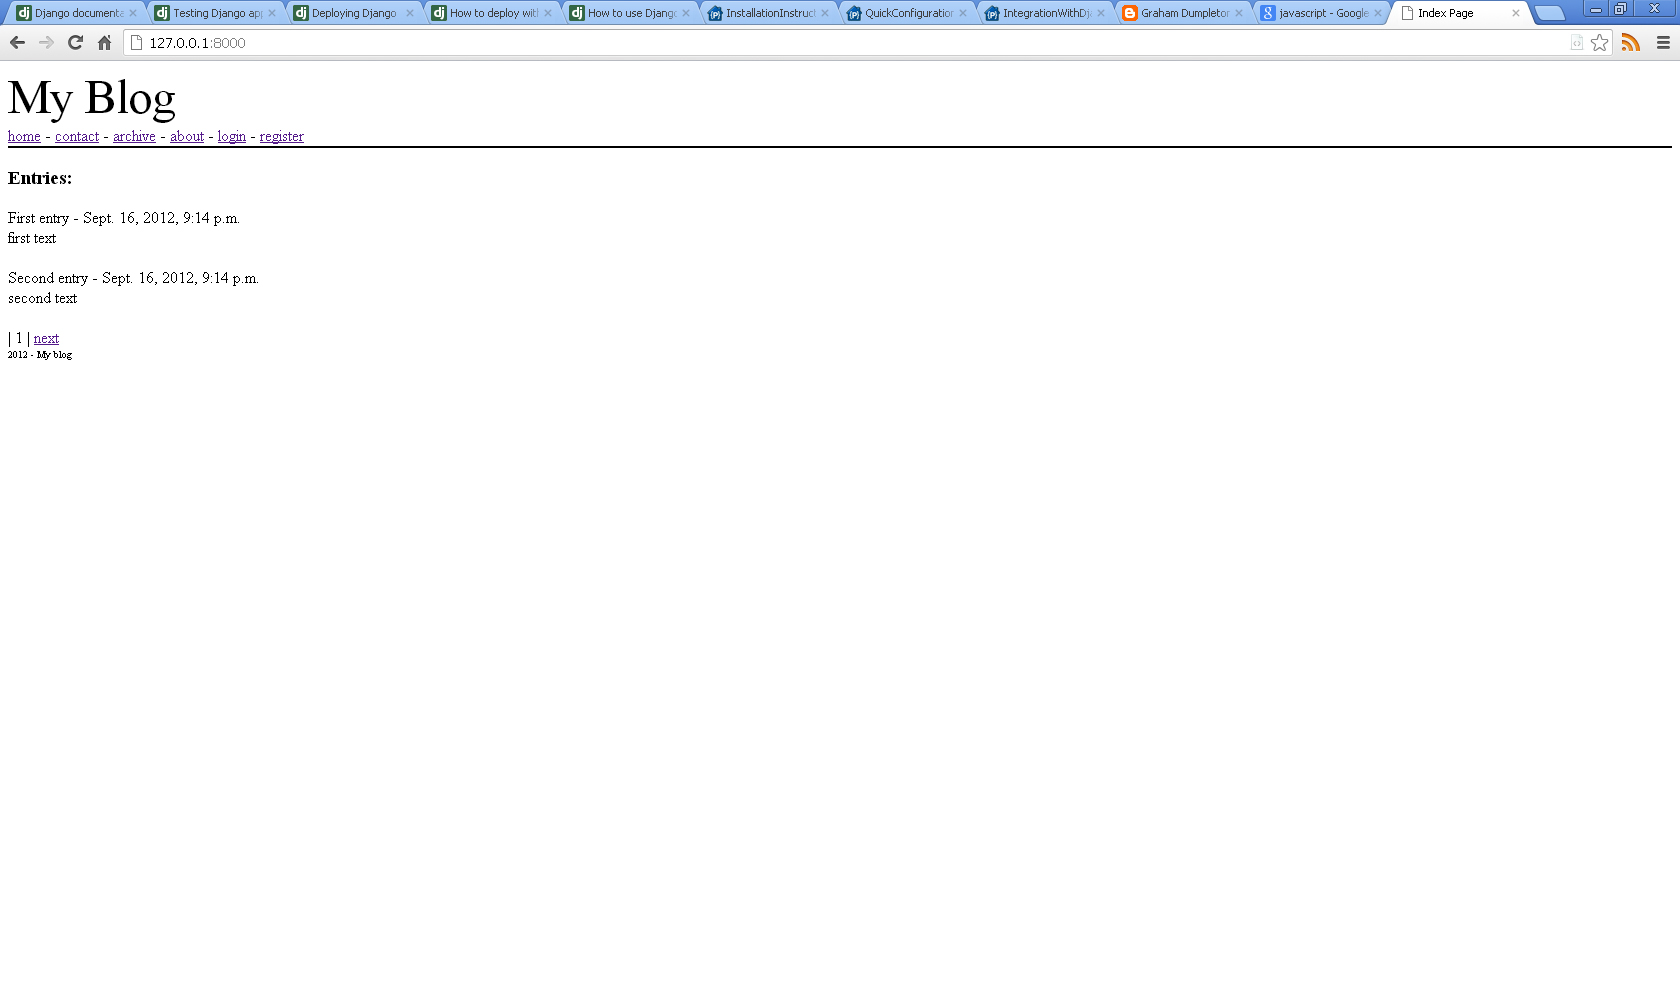 Django documenta
Testing Django ap
Deploying Django
How to deploy wit
How to use Djang
InstallationInstruct
QuickConfiguration
IntegrationWithDj
Graham Dumpleton
javascript - Google
Index Page
127.0.0.1:8000
My Blog
home - contact - archive - about - login - register
Entries:
First entry - Sept. 16, 2012, 9:14 p.m.
first text
Second entry - Sept. 16, 2012, 9:14 p.m.
second text
| 1 | next
2012 - My blog